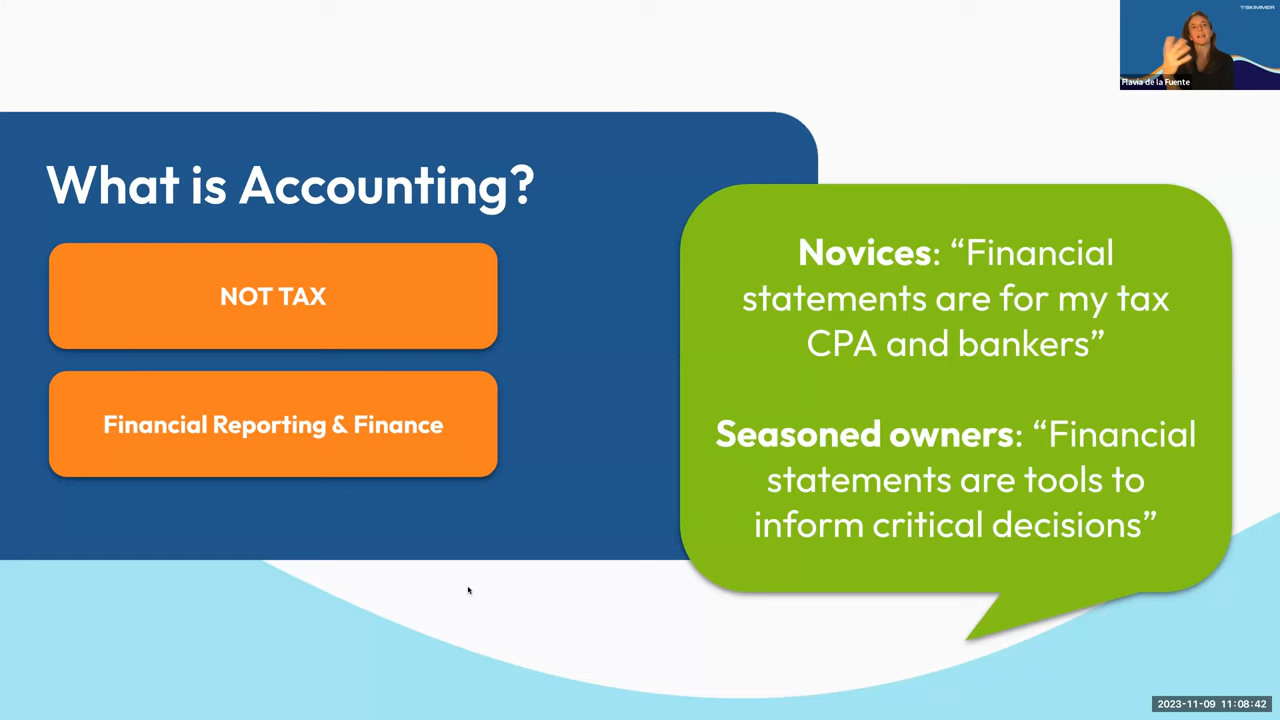 SKIMMER
Flavia de la Fuente
What is Accounting?
NOT TAX
Financial Reporting & Finance
Novices: “Financial
statements are for my tax
CPA and bankers”
Seasoned owners: “Financial
statements are tools to
inform critical decisions”
2023-11-09 11:08:42